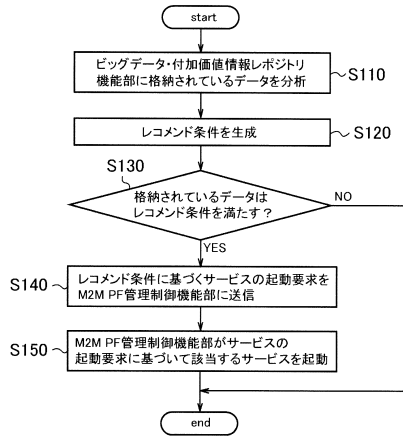 start
ビッグデータ・付加価値情報レポジトリ
機能部に格納されているデータを分析
S110
レコメンド条件を生成
S120
S130
格納されているデータは
レコメンド条件を満たす?
NO
YES
S140
レコメンド条件に基づくサービスの起動要求を
M2M PF管理制御機能部に送信
S150
M2M PF管理制御機能部がサービスの
起動要求に基づいて該当するサービスを起動
end